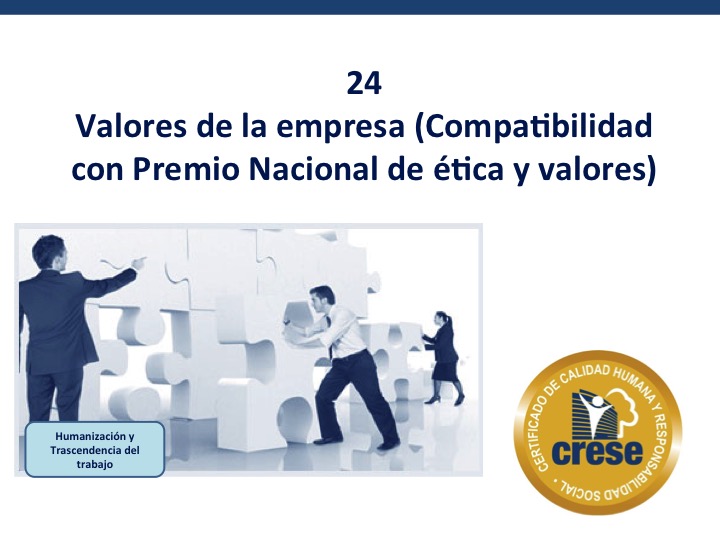 24
Valores de la empresa (Compatibilidad
con Premio Nacional de ética y valores)
Humanización y
Trascendencia del
trabajo
CERTIFICADO DE CALIDAD HUMANA Y RESPONSABILIDAD SOCIAL
crese